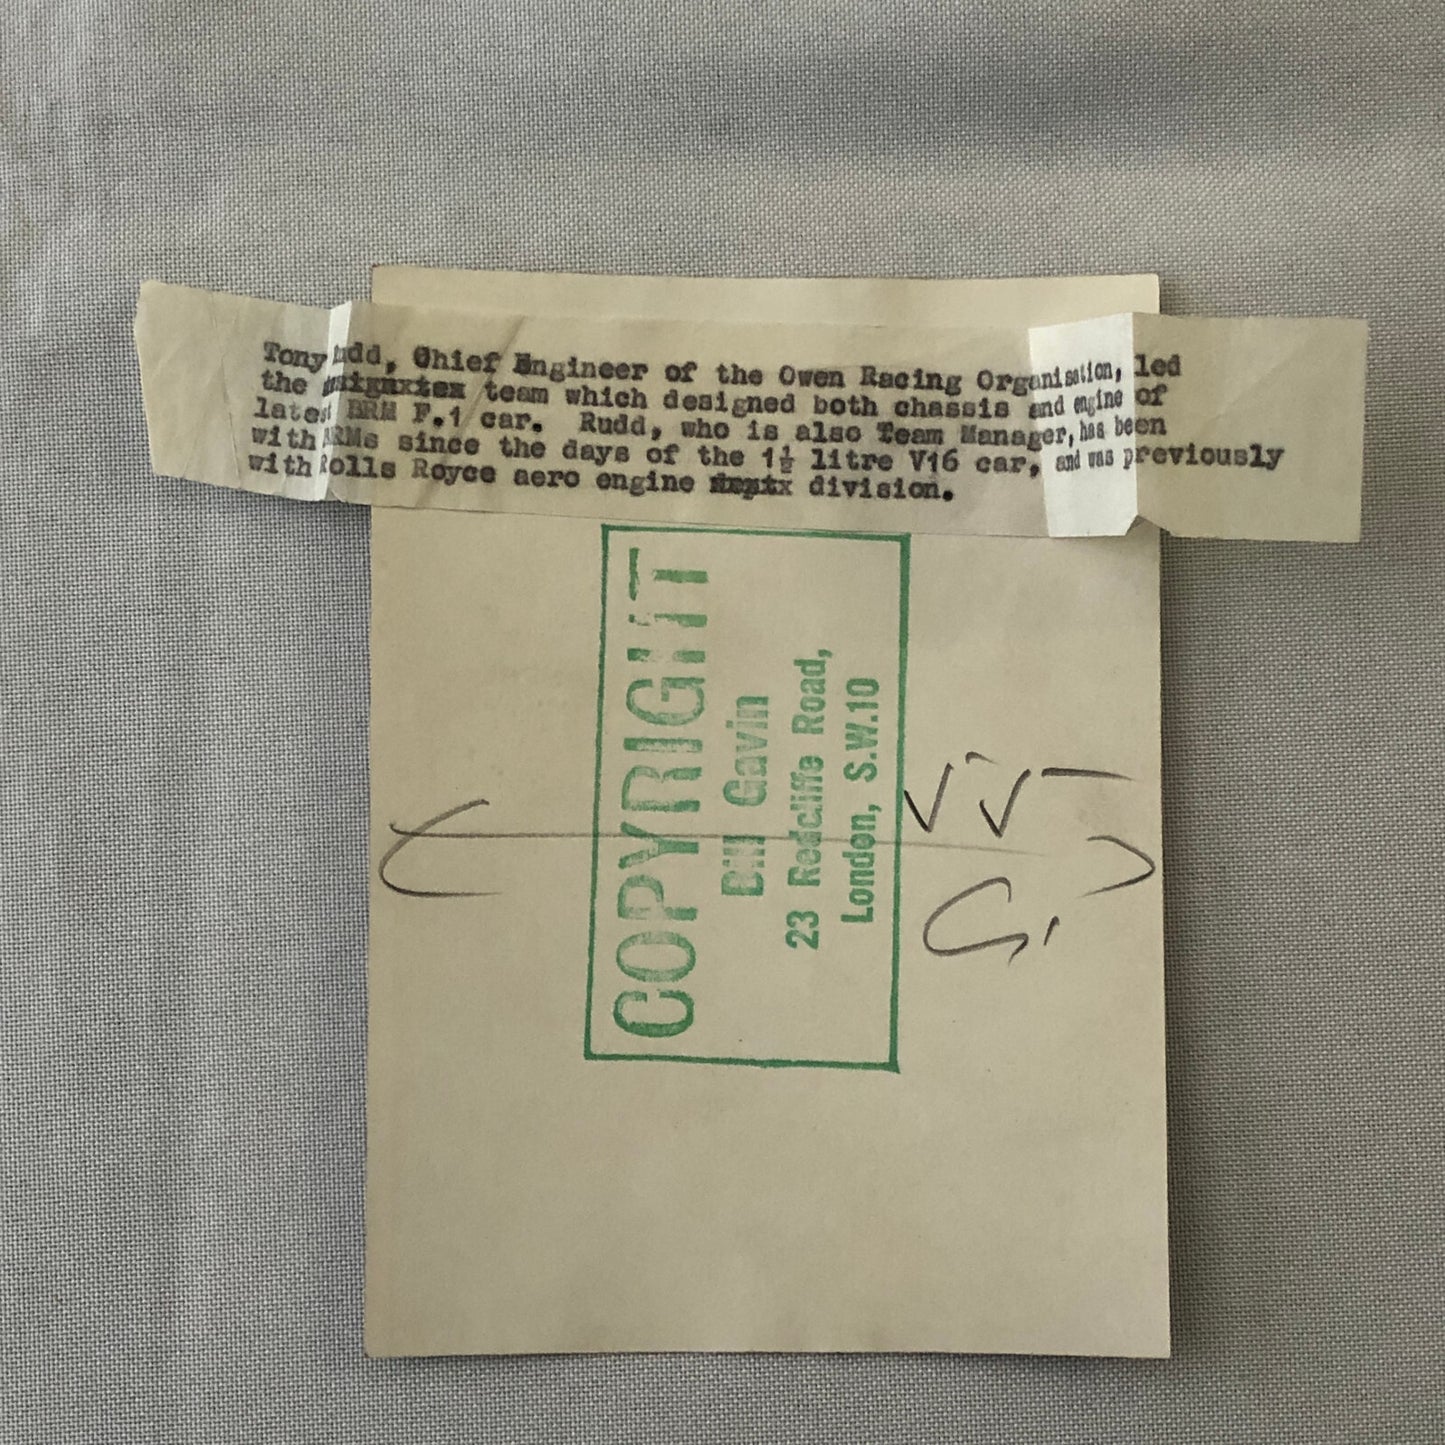 Tony udd, Chief Engineer of the Owen Racing Organisation, led
the team which designed both chassis and engine of
latest BRM F.1 car. Rudd, who is also Team Manager, has been
with BRMs since the days of the 1½ litre V16 car, and was previously
with Rolls Royce aero engine division.
COPYRIGHT
Bill Gavin
23 Redcliffe Road,
London, S.W.10